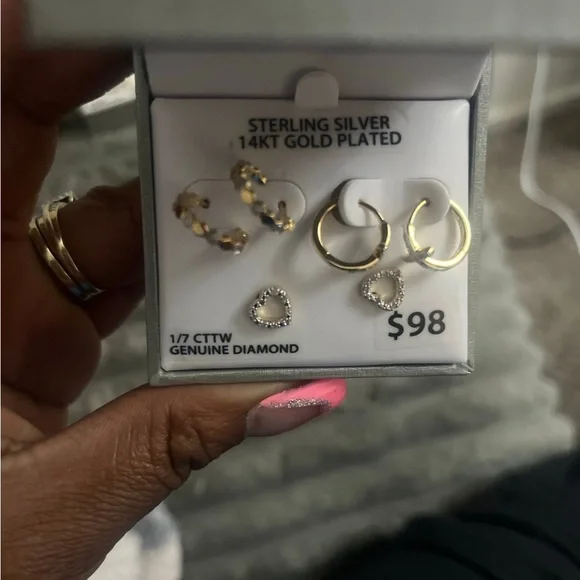 STERLING SILVER
14KT GOLD PLATED
1/7 CTTW
GENUINE DIAMOND
$98